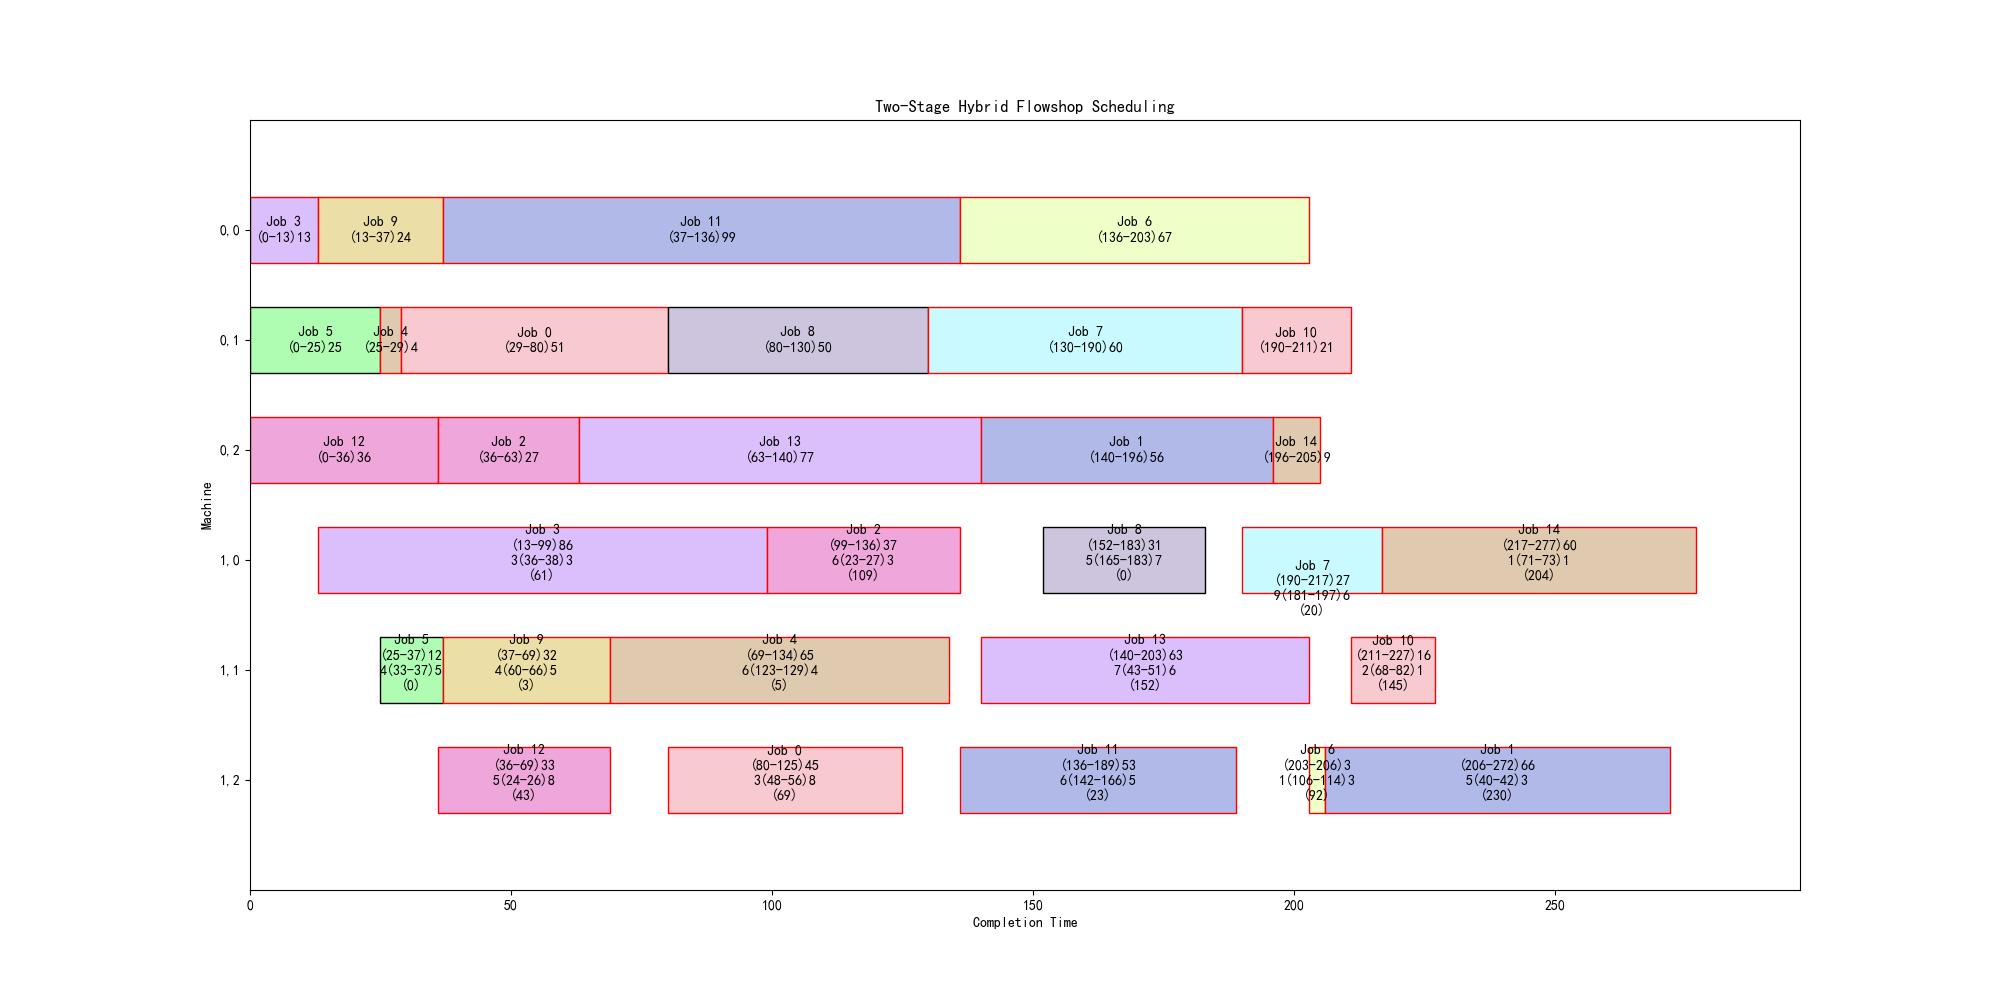 Two-Stage Hybrid Flowshop Scheduling
Machine
0,0
Job 3
(0-13)13
Job 9
(13-37)24
Job 11
(37-136)99
Job 6
(136-203)67
0,1
Job 5
(0-25)25
Job 4
(25-29)4
Job 0
(29-80)51
Job 8
(80-130)50
Job 7
(130-190)60
Job 10
(190-211)21
0,2
Job 12
(0-36)36
Job 2
(36-63)27
Job 13
(63-140)77
Job 1
(140-196)56
Job 14
(196-205)9
1,0
Job 3
(13-99)86
3(36-38)3
(61)
Job 2
(99-136)37
6(23-27)3
(109)
Job 8
(152-183)31
5(165-183)7
(0)
Job 7
(190-217)27
9(181-197)6
(20)
Job 14
(217-277)60
1(71-73)1
(204)
1,1
Job 5
(25-37)12
4(33-37)5
(0)
Job 9
(37-69)32
4(60-66)5
(3)
Job 4
(69-134)65
6(123-129)4
(5)
Job 13
(140-203)63
7(43-51)6
(152)
Job 10
(211-227)16
2(68-82)1
(145)
1,2
Job 12
(36-69)33
5(24-26)8
(43)
Job 0
(80-125)45
3(48-56)8
(69)
Job 11
(136-189)53
6(142-166)5
(23)
Job 6
(203-206)3
1(106-114)3
(92)
Job 1
(206-272)66
5(40-42)3
(230)
0
50
100
150
200
250
Completion Time